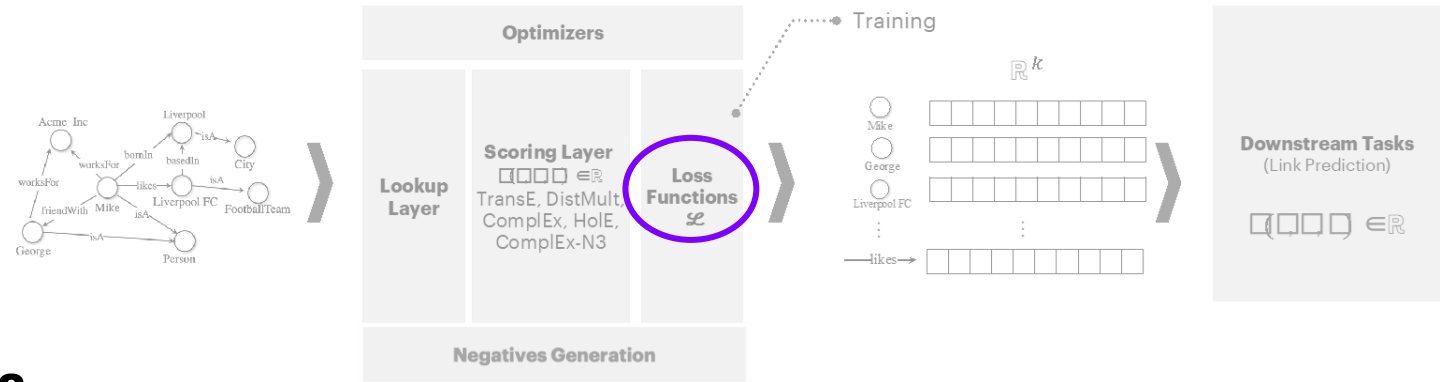 Optimizers
Training
ℝ k
Acme Inc
Liverpool
isA
City
worksFor
bornIn
basedIn
worksFor
likes
isA
Mike
Liverpool FC
FootballTeam
friendWith
isA
George
isA
Person
Lookup
Layer
Scoring Layer
∈ℝ
TransE, DistMult,
ComplEx, HolE,
ComplEx-N3
Loss
Functions
ℒ
Negatives Generation
Mike
George
Liverpool FC
likes
Downstream Tasks
(Link Prediction)
∈ℝ